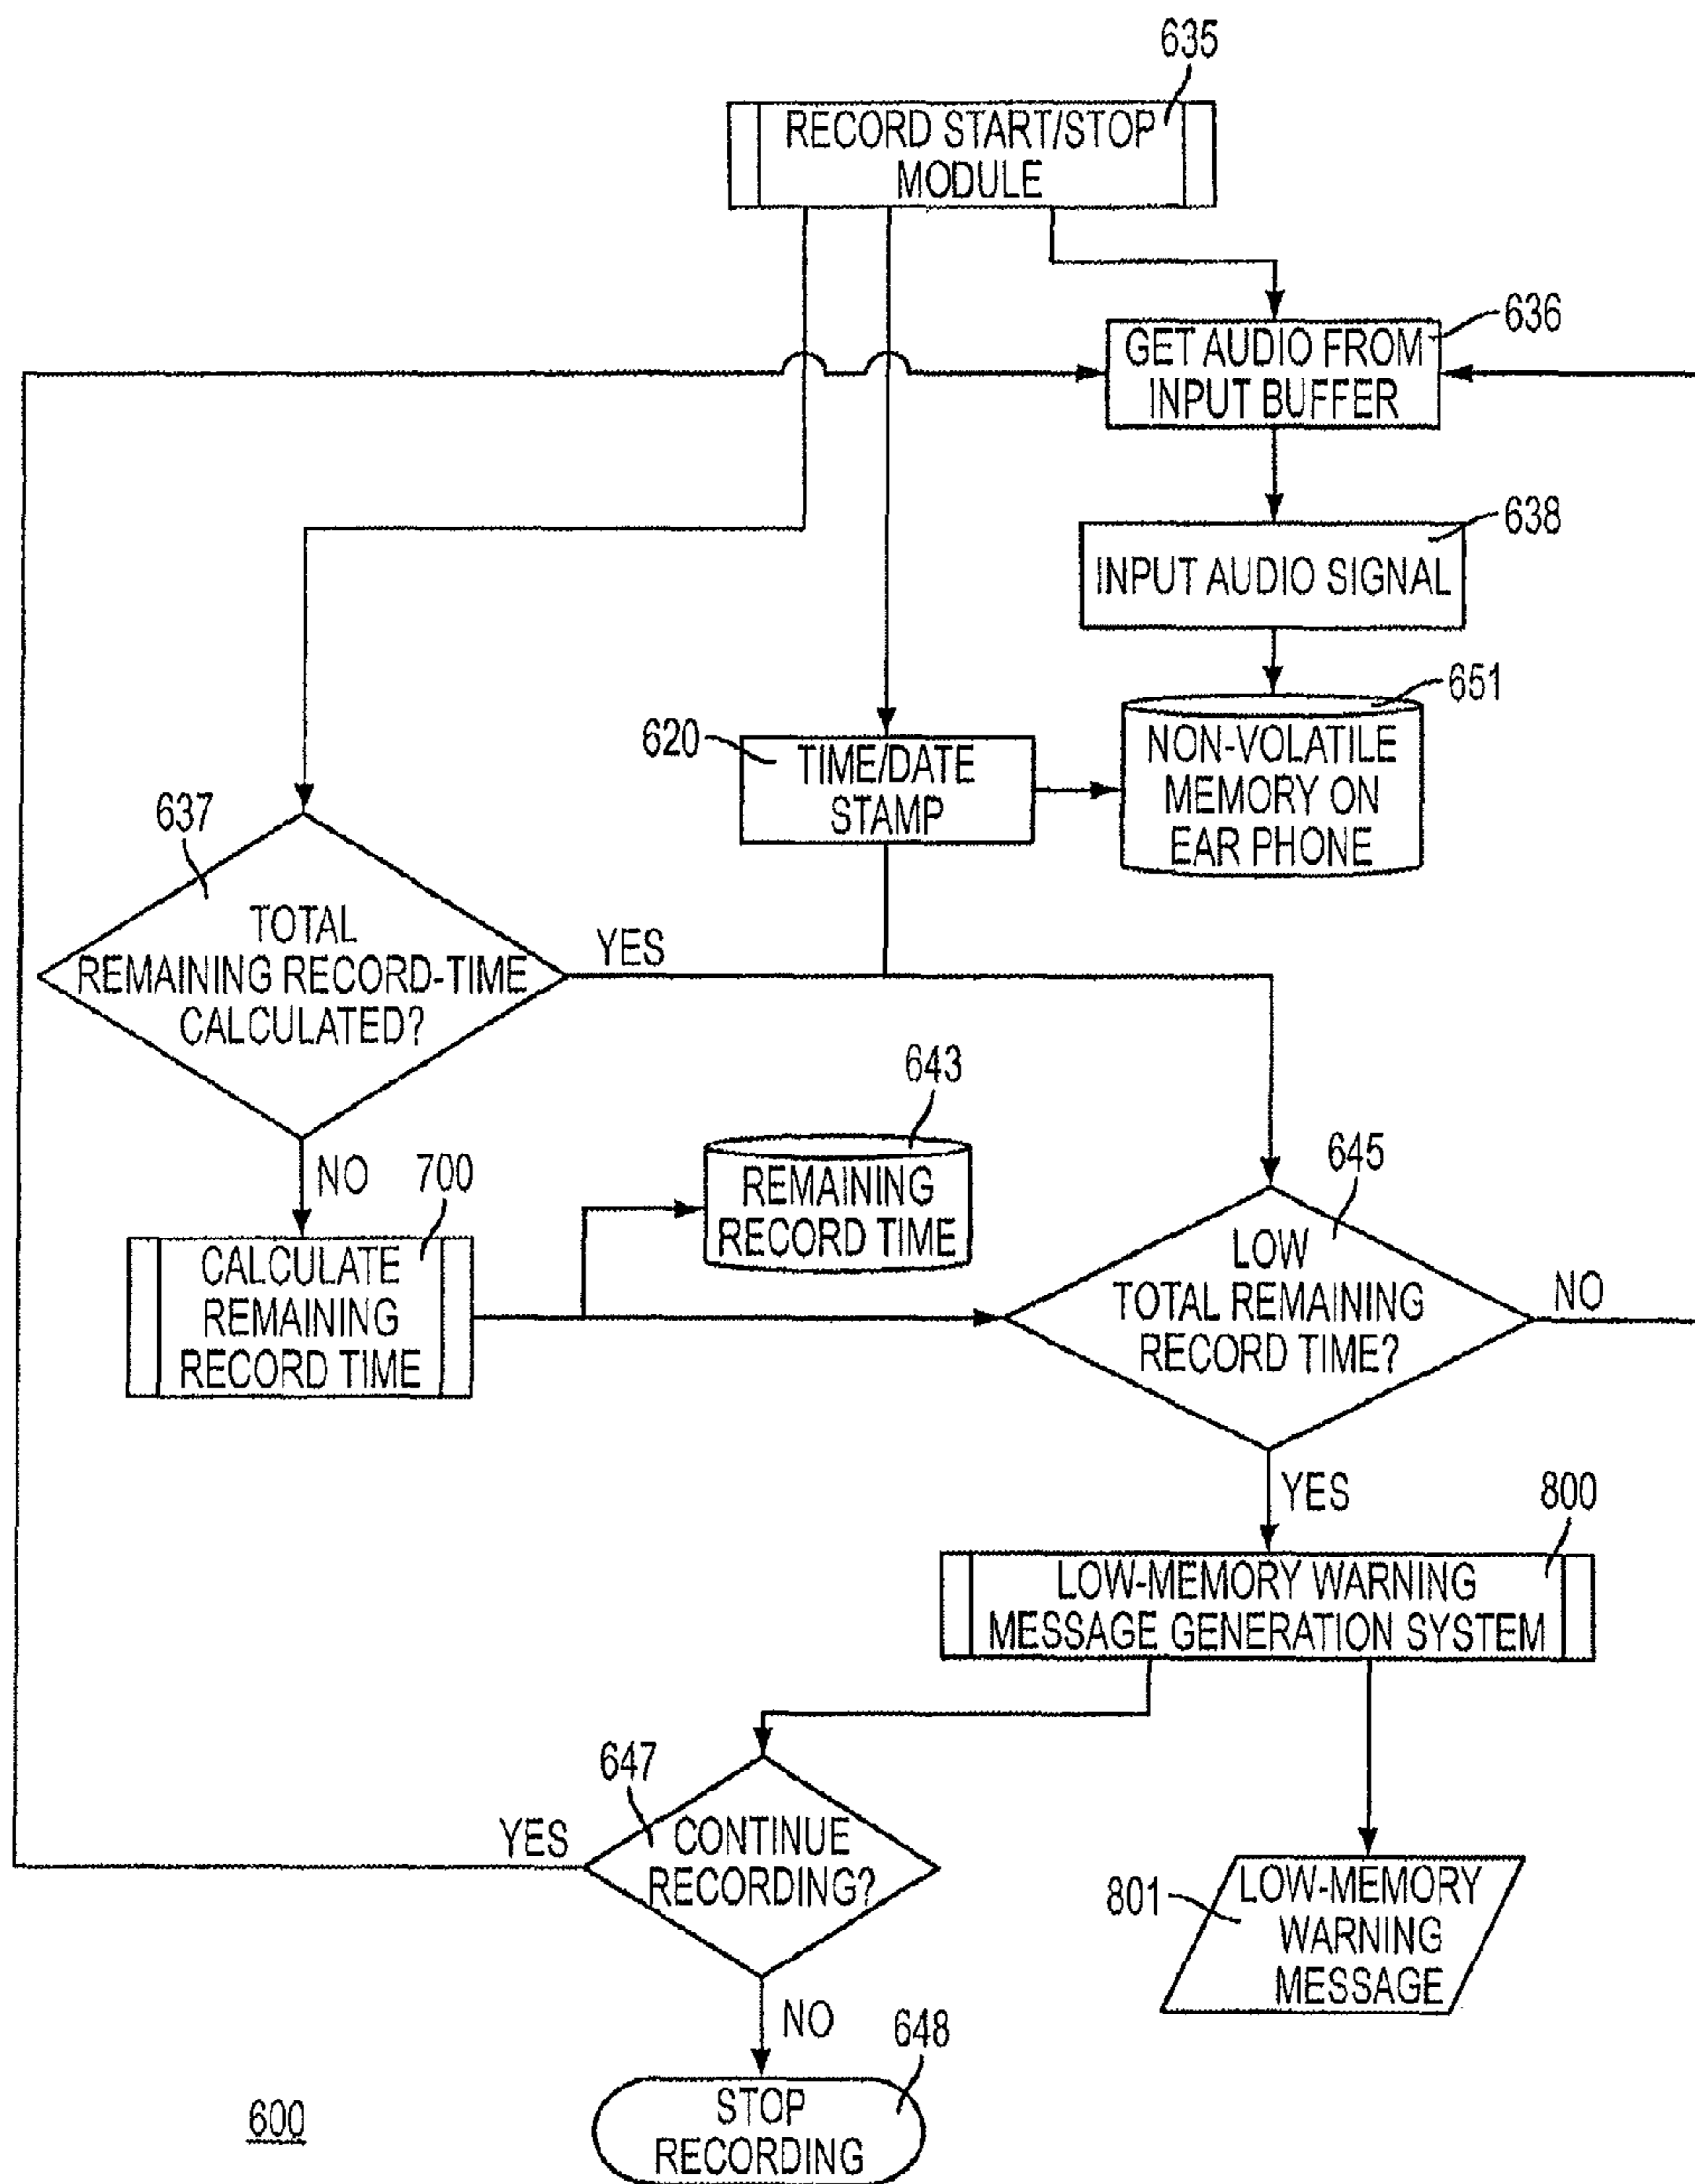 635
RECORD START/STOP
MODULE
636
GET AUDIO FROM
INPUT BUFFER
638
INPUT AUDIO SIGNAL
651
NON-VOLATILE
MEMORY ON
EAR PHONE
620
TIME/DATE
STAMP
637
TOTAL
REMAINING RECORD-TIME
CALCULATED?
YES
NO
700
CALCULATE
REMAINING
RECORD TIME
643
REMAINING
RECORD TIME
645
LOW
TOTAL REMAINING
RECORD TIME?
NO
YES
800
LOW-MEMORY WARNING
MESSAGE GENERATION SYSTEM
647
CONTINUE
RECORDING?
YES
NO
801
LOW-MEMORY
WARNING
MESSAGE
648
STOP
RECORDING
600